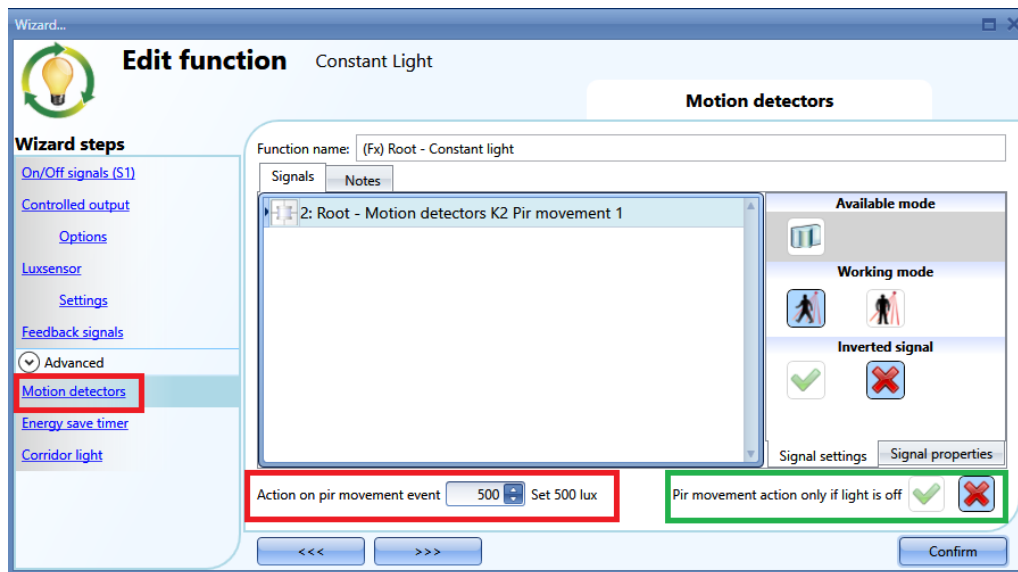 Wizard...
Edit function Constant Light
Motion detectors
Wizard steps
On/Off signals (S1)
Controlled output
Options
Luxsensor
Settings
Feedback signals
Advanced
Motion detectors
Energy save timer
Corridor light
Function name: (Fx) Root - Constant light
Signals Notes
2: Root - Motion detectors K2 Pir movement 1
Available mode
Working mode
Inverted signal
Signal settings Signal properties
Action on pir movement event 500 Set 500 lux
Pir movement action only if light is off
<<< >>> Confirm